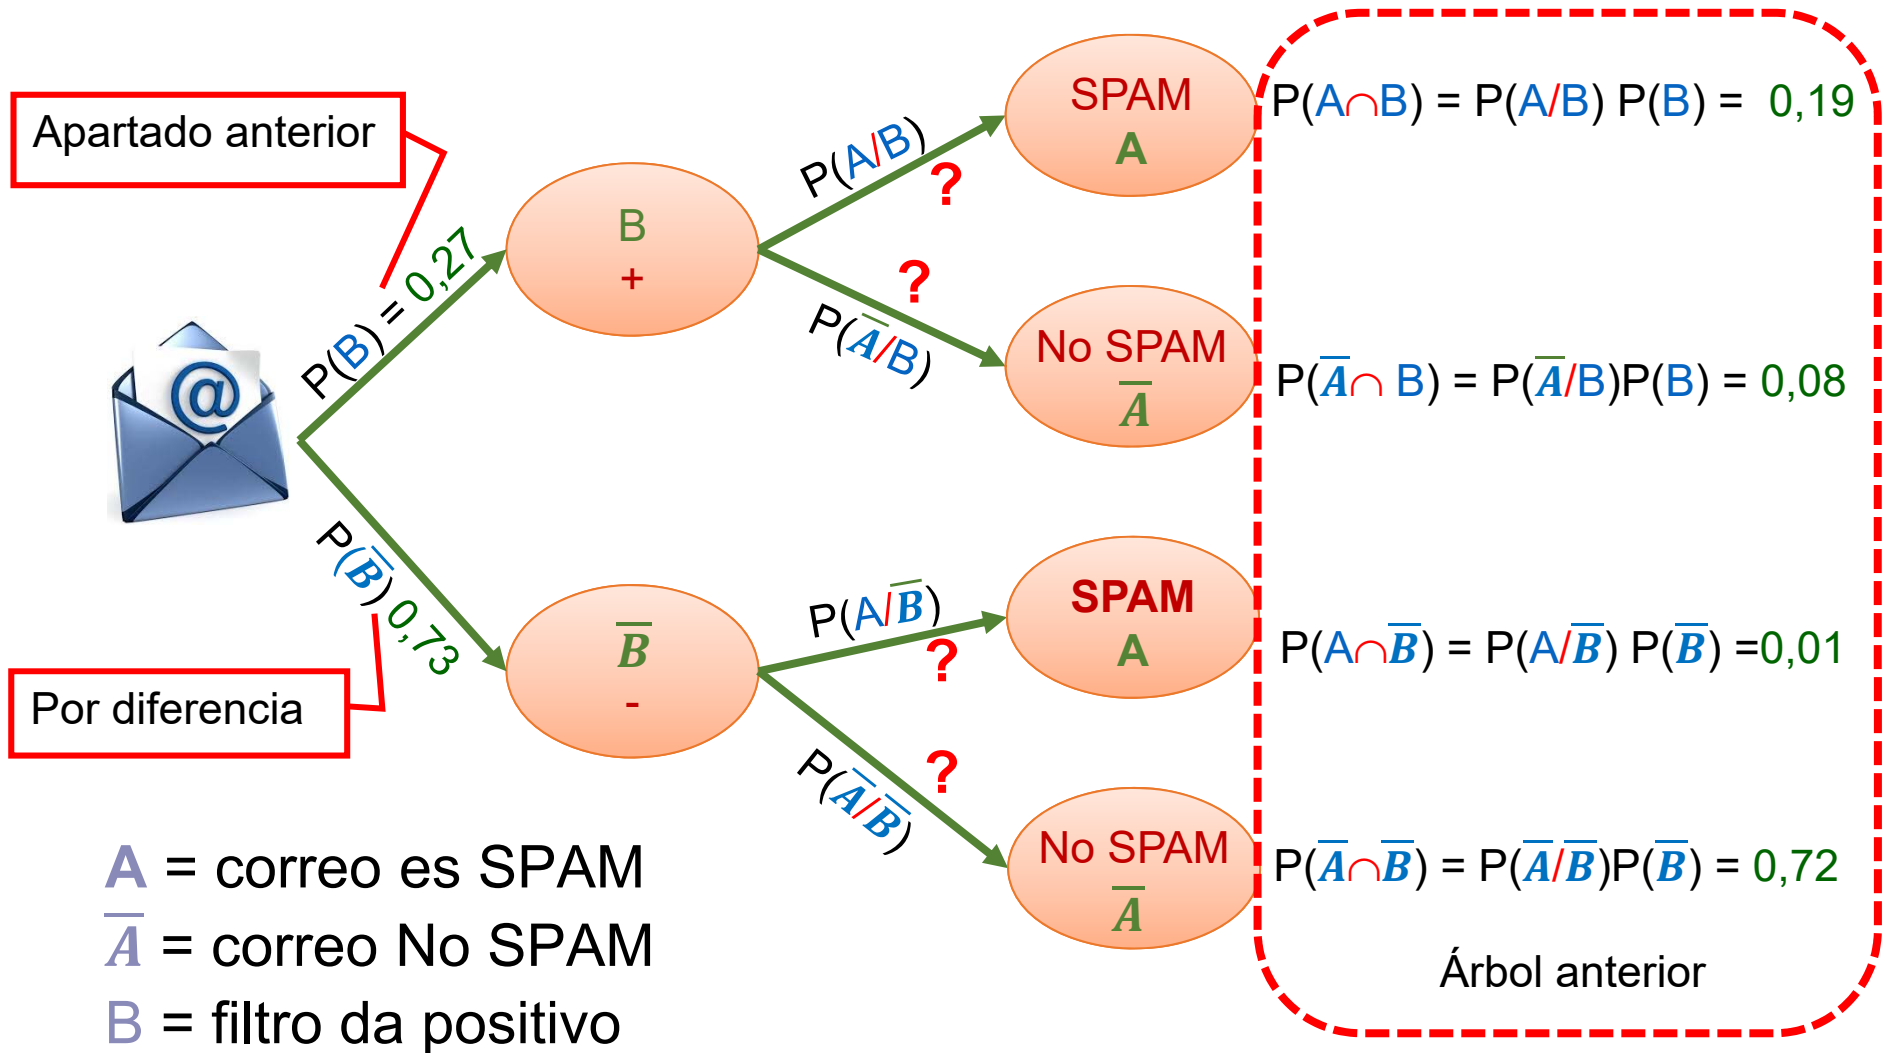 Apartado anterior
P(B) = 0,27
P(B̅) 0,73
Por diferencia
B
+
B̅
-
P(A/B)
?
?
P(A̅/B)
P(A/B̅)
?
?
P(A̅/B̅)
SPAM
A
No SPAM
A̅
SPAM
A
No SPAM
A̅
P(A∩B) = P(A/B) P(B) = 0,19
P(A̅∩ B) = P(A̅/B)P(B) = 0,08
P(A∩B̅) = P(A/B̅) P(B̅) =0,01
P(A̅∩B̅) = P(A̅/B̅)P(B̅) = 0,72
Árbol anterior
A = correo es SPAM
A̅ = correo No SPAM
B = filtro da positivo
@